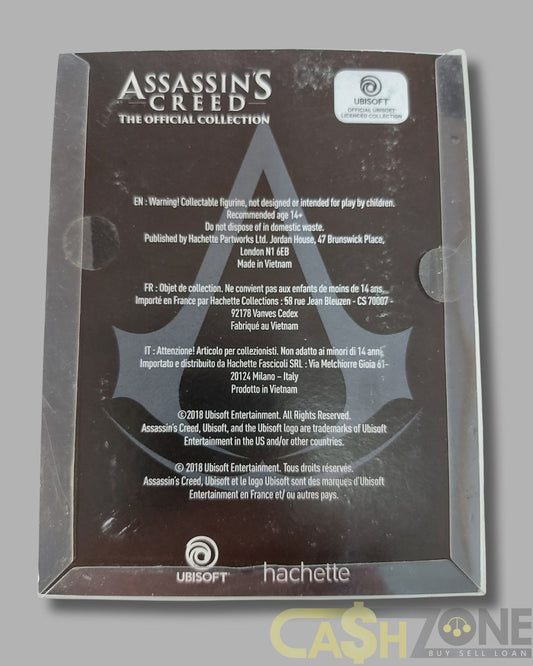 ASSASSIN'S
CREED
THE OFFICIAL COLLECTION
UBISOFT
OFFICIAL UBISOFT
LICENCED COLLECTION
EN : Warning! Collectable figurine, not designed or intended for play by children.
Recommended age 14+
Do not dispose of in domestic waste.
Published by Hachette Partworks Ltd. Jordan House, 47 Brunswick Place,
London N1 6EB
Made in Vietnam
FR : Objet de collection. Ne convient pas aux enfants de moins de 14 ans.
Importé en France par Hachette Collections : 58 rue Jean Bleuzen - CS 70007 -
92178 Vanves Cedex
Fabriqué au Vietnam
IT : Attenzione! Articolo per collezionisti. Non adatto ai minori di 14 anni.
Importato e distribuito da Hachette Fascicoli SRL : Via Melchiorre Gioia 61-
20124 Milano – Italy
Prodotto in Vietnam
©2018 Ubisoft Entertainment. All Rights Reserved.
Assassin's Creed, Ubisoft, and the Ubisoft logo are trademarks of Ubisoft
Entertainment in the US and/or other countries.
© 2018 Ubisoft Entertainment. Tous droits réservés.
Assassin's Creed, Ubisoft et le logo Ubisoft sont des marques d'Ubisoft
Entertainment en France et/ ou autres pays.
UBISOFT hachette
CA$H ZONE
BUY SELL LOAN